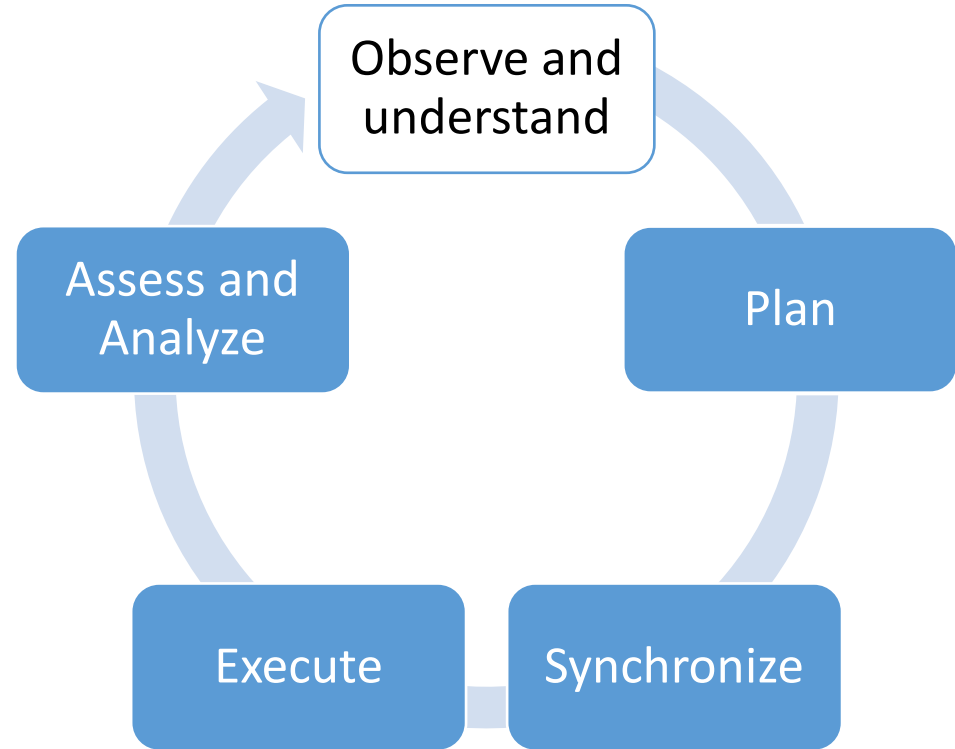 Observe and
understand
Plan
Synchronize
Execute
Assess and
Analyze